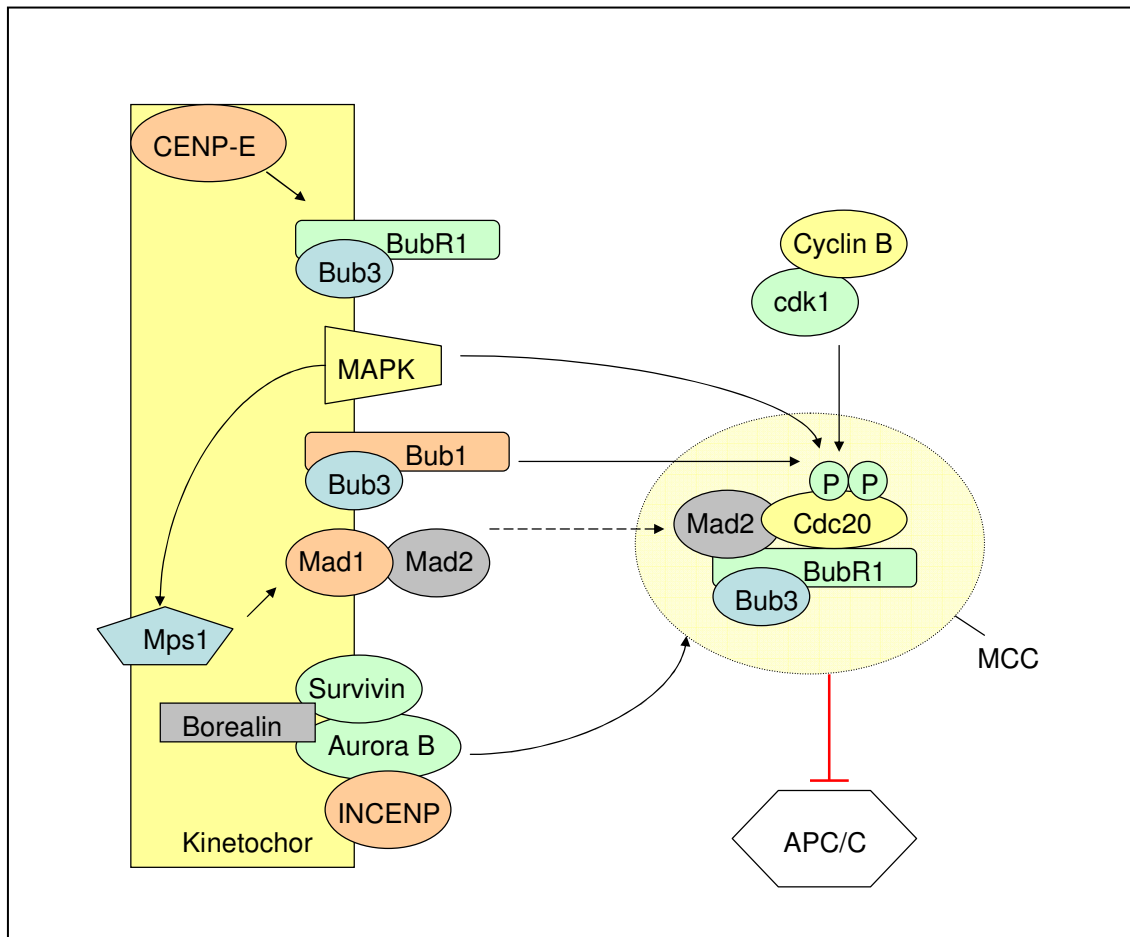 CENP-E
BubR1
Bub3
Cyclin B
cdk1
MAPK
Bub1
Bub3
P P
Mad2
Cdc20
BubR1
Bub3
Mad1
Mad2
Mps1
MCC
Survivin
Borealin
Aurora B
INCENP
Kinetochor
APC/C